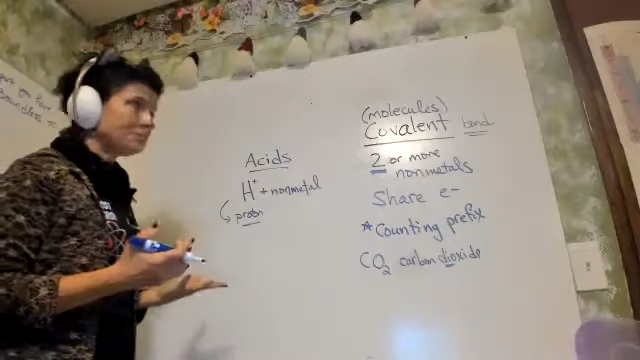 Acids
H+ + nonmetal
proton
(molecules)
Covalent bond
2 or more
nonmetals
Share e-
*Counting prefix
CO2 carbon dioxide